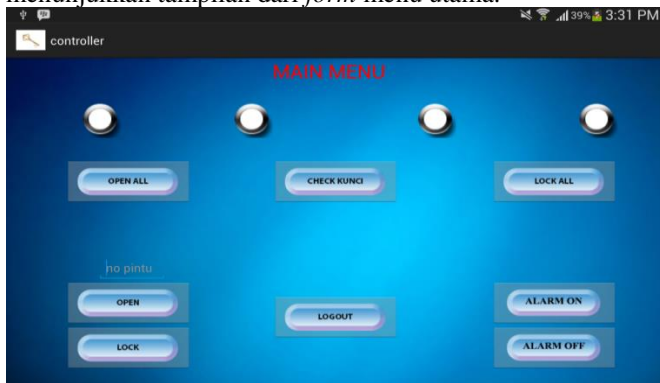 menunjukkan tampilan dari form menu utama.
39% 3:31 PM
controller
MAIN MENU
OPEN ALL CHECK KUNCI LOCK ALL
no pintu
OPEN LOGOUT ALARM ON
LOCK ALARM OFF